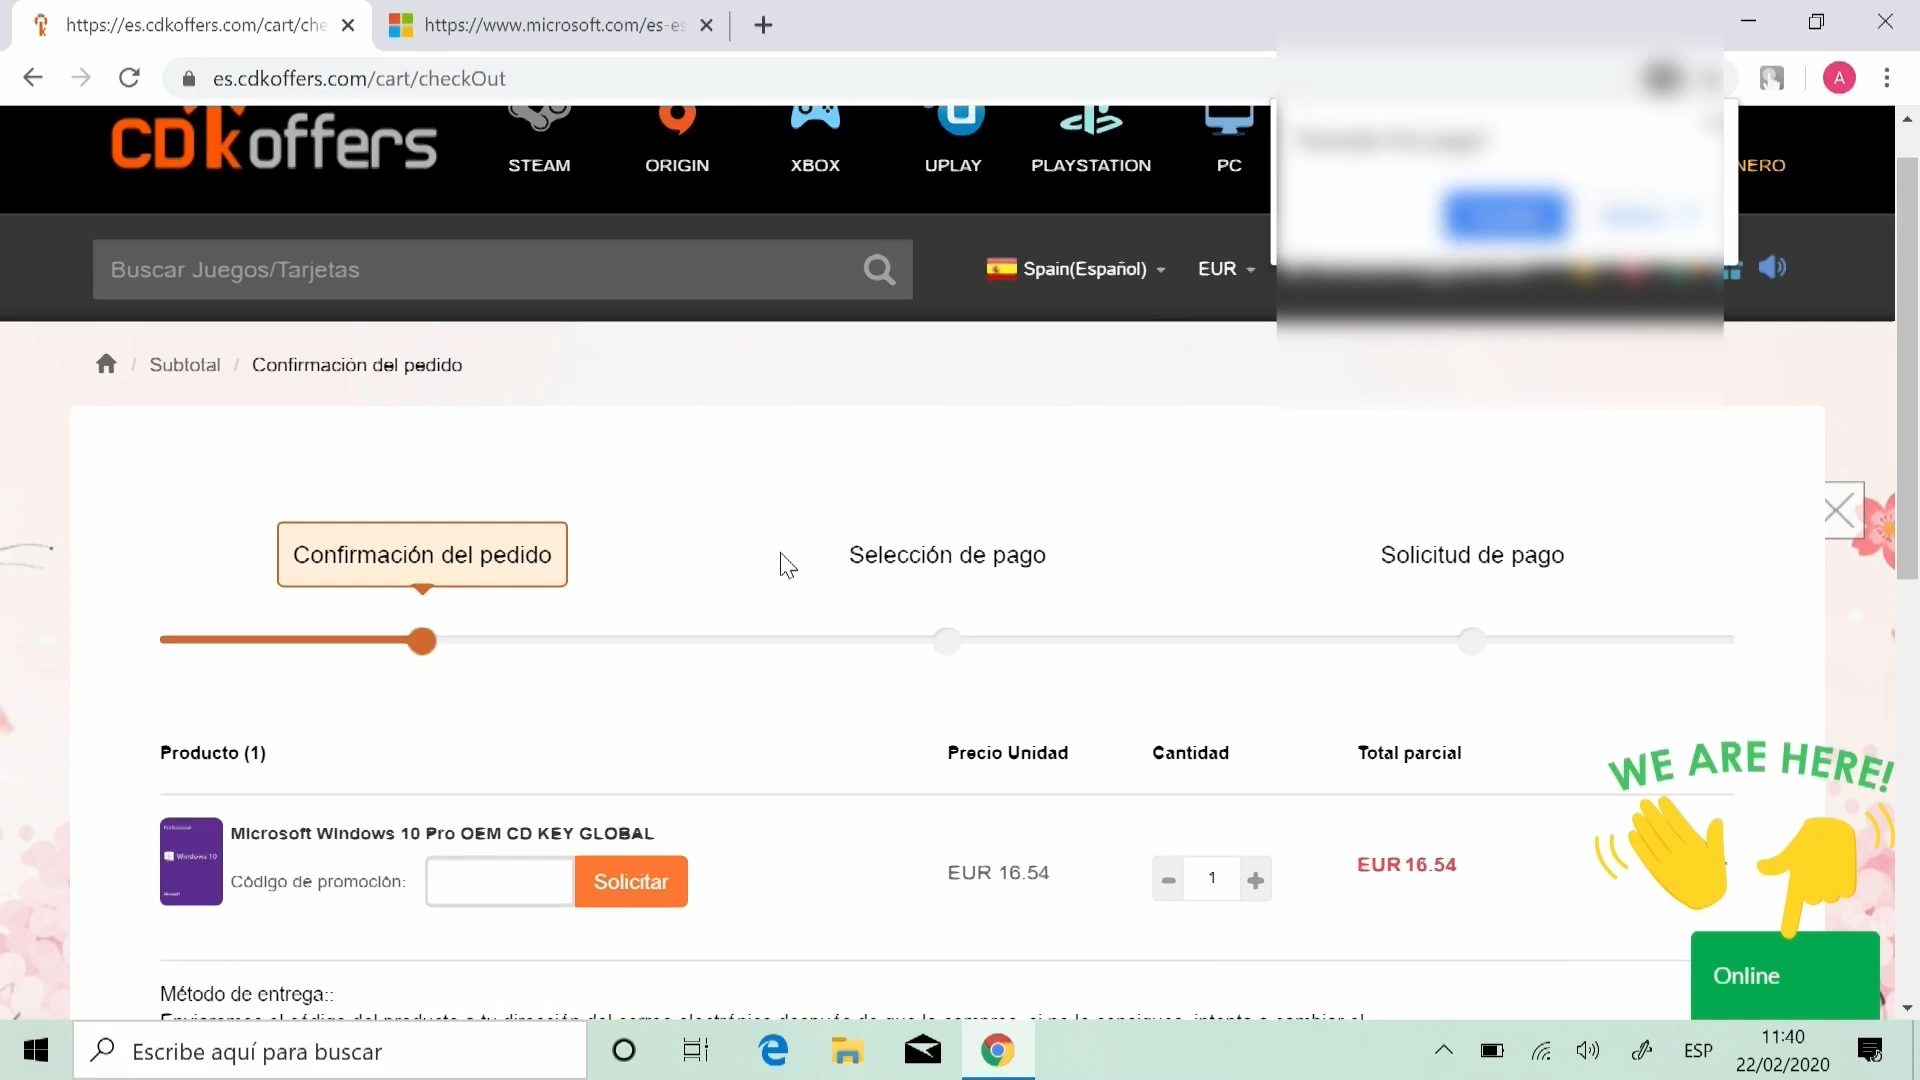 https://es.cdkoffers.com/cart/che
https://www.microsoft.com/es-es
es.cdkoffers.com/cart/checkOut
A
CDKoffers
STEAM
ORIGIN
XBOX
UPLAY
PLAYSTATION
PC
NERO
Buscar Juegos/Tarjetas
Spain(Español)
EUR
/ Subtotal / Confirmación del pedido
Confirmación del pedido
Selección de pago
Solicitud de pago
Producto (1)
Precio Unidad
Cantidad
Total parcial
WE ARE HERE!
Microsoft Windows 10 Pro OEM CD KEY GLOBAL
Windows 10
Código de promoción:
Solicitar
EUR 16.54
1
EUR 16.54
Online
Método de entrega::
Escribe aquí para buscar
ESP
11:40
22/02/2020